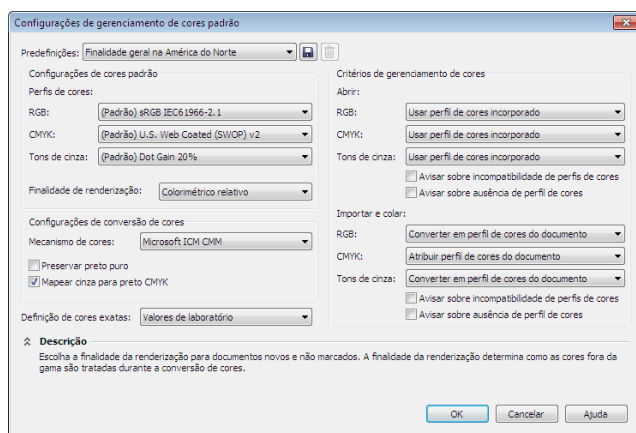 Configurações de gerenciamento de cores padrão
Predefinições: Finalidade geral na América do Norte
Configurações de cores padrão
Perfis de cores:
RGB: (Padrão) sRGB IEC61966-2.1
CMYK: (Padrão) U.S. Web Coated (SWOP) v2
Tons de cinza: (Padrão) Dot Gain 20%
Finalidade de renderização: Colorimétrico relativo
Configurações de conversão de cores
Mecanismo de cores: Microsoft ICM CMM
Preservar preto puro
Mapear cinza para preto CMYK
Definição de cores exatas: Valores de laboratório
Critérios de gerenciamento de cores
Abrir:
RGB: Usar perfil de cores incorporado
CMYK: Usar perfil de cores incorporado
Tons de cinza: Usar perfil de cores incorporado
Avisar sobre incompatibilidade de perfis de cores
Avisar sobre ausência de perfil de cores
Importar e colar:
RGB: Converter em perfil de cores do documento
CMYK: Atribuir perfil de cores do documento
Tons de cinza: Converter em perfil de cores do documento
Avisar sobre incompatibilidade de perfis de cores
Avisar sobre ausência de perfil de cores
Descrição
Escolha a finalidade da renderização para documentos novos e não marcados. A finalidade da renderização determina como as cores fora da
gama são tratadas durante a conversão de cores.
OK Cancelar Ajuda